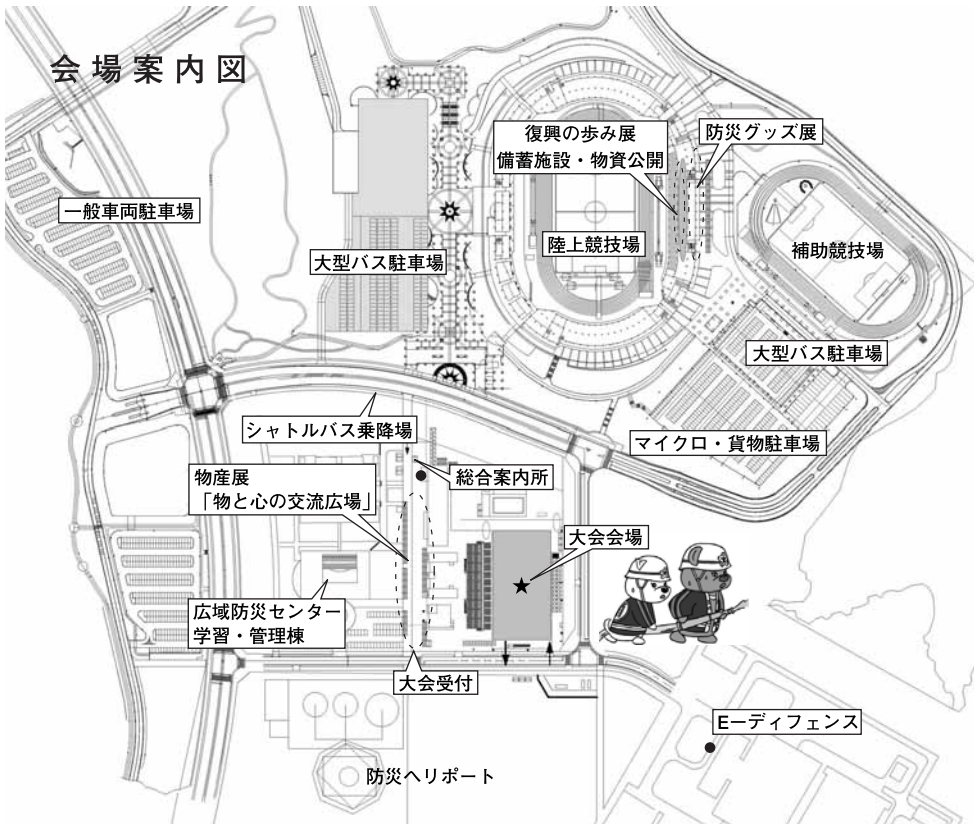 会場案内図
復興の歩み展
備蓄施設・物資公開
防災グッズ展
一般車両駐車場
陸上競技場
補助競技場
大型バス駐車場
大型バス駐車場
シャトルバス乗降場
マイクロ・貨物駐車場
物産展
「物と心の交流広場」
総合案内所
大会会場
広域防災センター
学習・管理棟
大会受付
E−ディフェンス
防災ヘリポート